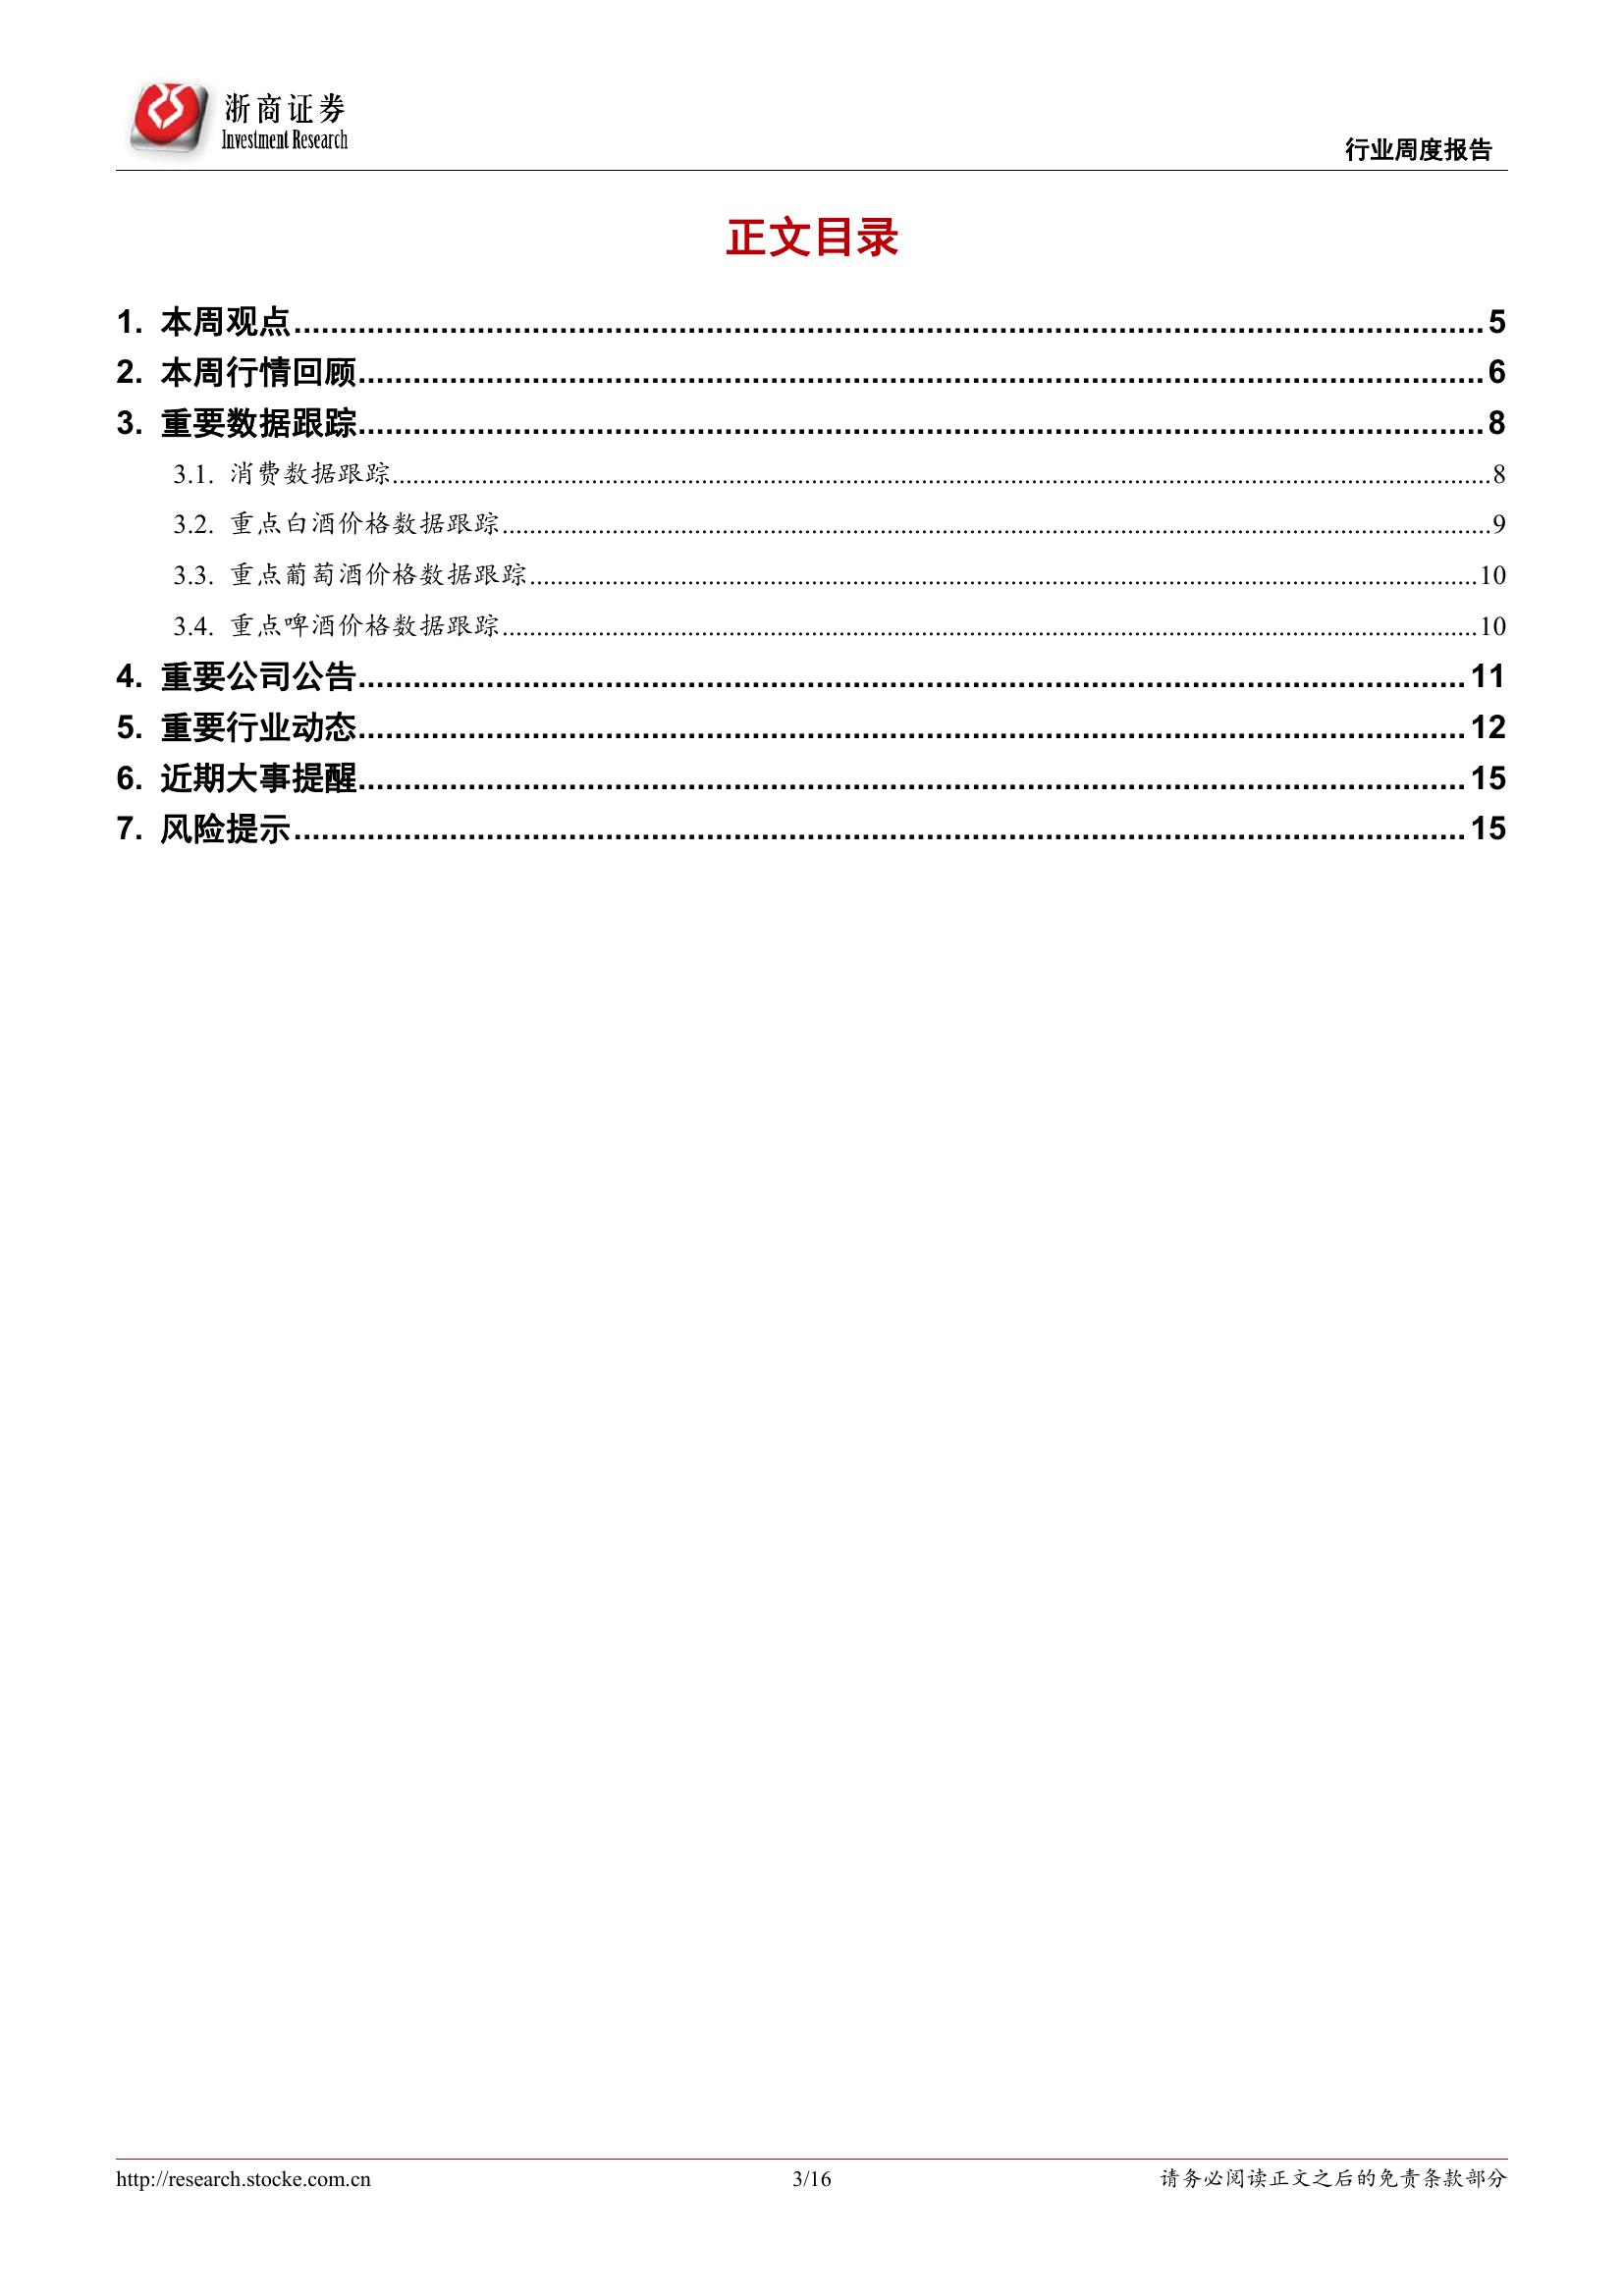 浙商证券
Investment Research
行业周度报告
正文目录
1. 本周观点 5
2. 本周行情回顾 6
3. 重要数据跟踪 8
3.1. 消费数据跟踪 8
3.2. 重点白酒价格数据跟踪 9
3.3. 重点葡萄酒价格数据跟踪 10
3.4. 重点啤酒价格数据跟踪 10
4. 重要公司公告 11
5. 重要行业动态 12
6. 近期大事提醒 15
7. 风险提示 15
http://research.stocke.com.cn 3/16 请务必阅读正文之后的免责条款部分